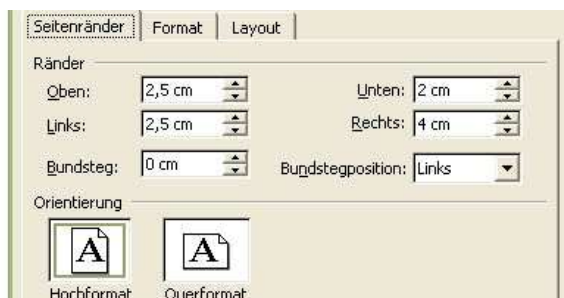 Seitenränder Format Layout
Ränder
Oben: 2,5 cm Unten: 2 cm
Links: 2,5 cm Rechts: 4 cm
Bundsteg: 0 cm Bundstegposition: Links
Orientierung
A A
Hochformat Querformat